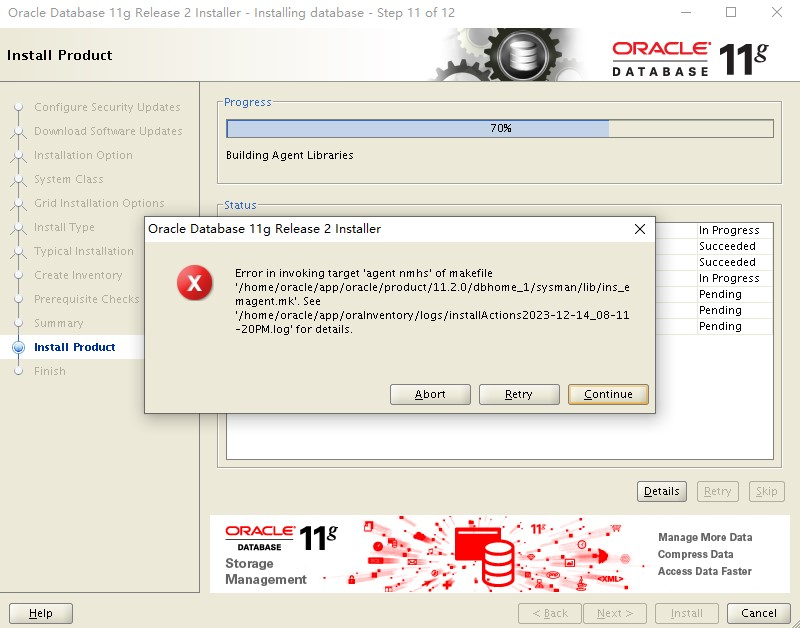 Oracle Database 11g Release 2 Installer - Installing database - Step 11 of 12
Install Product
ORACLE
DATABASE 11g
Configure Security Updates
Download Software Updates
Installation Option
System Class
Grid Installation Options
Install Type
Typical Installation
Create Inventory
Prerequisite Checks
Summary
Install Product
Finish
Progress
70%
Building Agent Libraries
Status
In Progress
Succeeded
Succeeded
In Progress
Pending
Pending
Pending
Oracle Database 11g Release 2 Installer
Error in invoking target 'agent nmhs' of makefile
'/home/oracle/app/oracle/product/11.2.0/dbhome_1/sysman/lib/ins_e
magent.mk'. See
'/home/oracle/app/oraInventory/logs/installActions2023-12-14_08-11
-20PM.log' for details.
Abort
Retry
Continue
Details
Retry
Skip
ORACLE
DATABASE 11g
Storage
Management
11g
<XML>
Manage More Data
Compress Data
Access Data Faster
Help
< Back
Next >
Install
Cancel